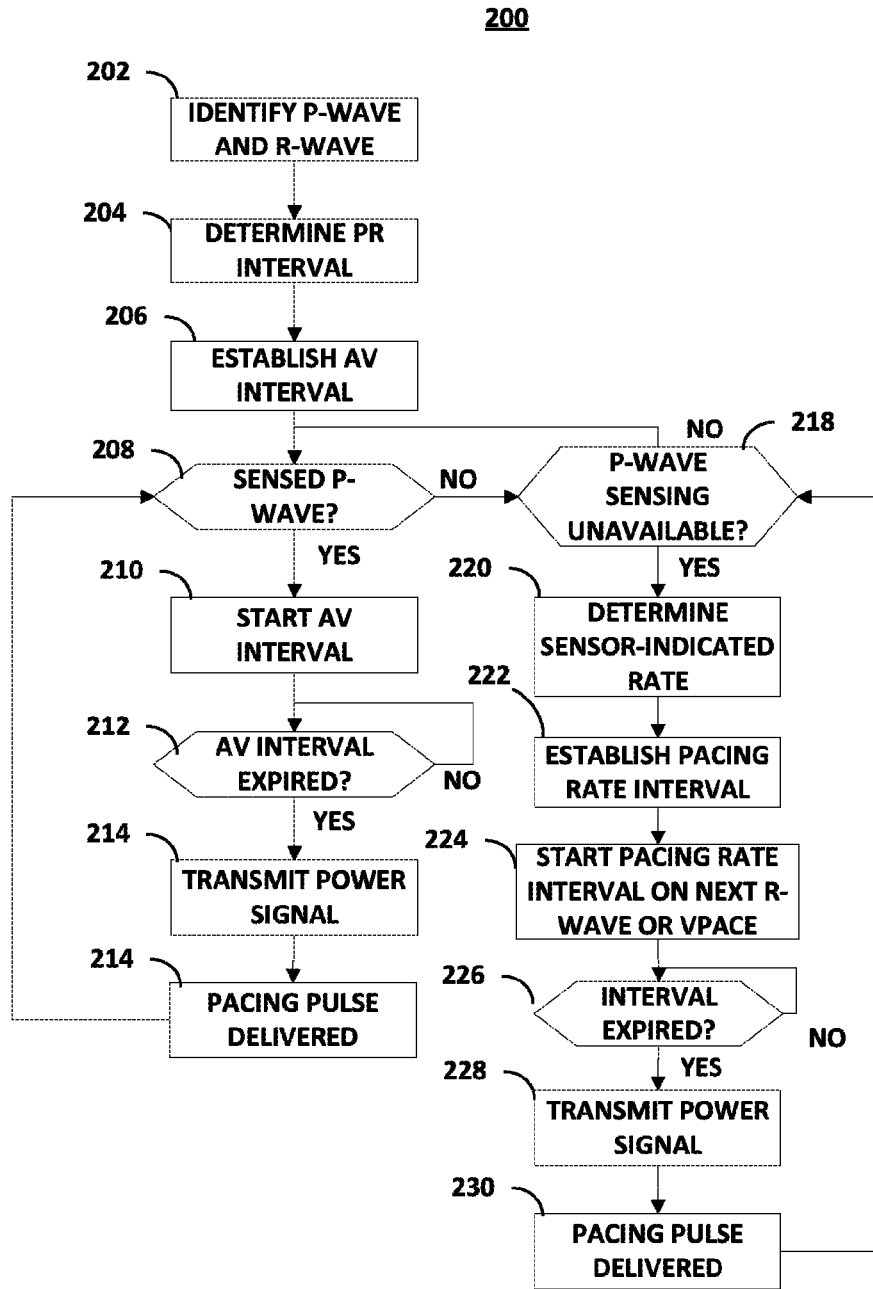 200
202
IDENTIFY P-WAVE
AND R-WAVE
204
DETERMINE PR
INTERVAL
206
ESTABLISH AV
INTERVAL
208
SENSED P-
WAVE?
NO
YES
210
START AV
INTERVAL
212
AV INTERVAL
EXPIRED?
NO
YES
214
TRANSMIT POWER
SIGNAL
214
PACING PULSE
DELIVERED
NO
218
P-WAVE
SENSING
UNAVAILABLE?
YES
220
DETERMINE
SENSOR-INDICATED
RATE
222
ESTABLISH PACING
RATE INTERVAL
224
START PACING RATE
INTERVAL ON NEXT R-
WAVE OR VPACE
226
INTERVAL
EXPIRED?
NO
YES
228
TRANSMIT POWER
SIGNAL
230
PACING PULSE
DELIVERED